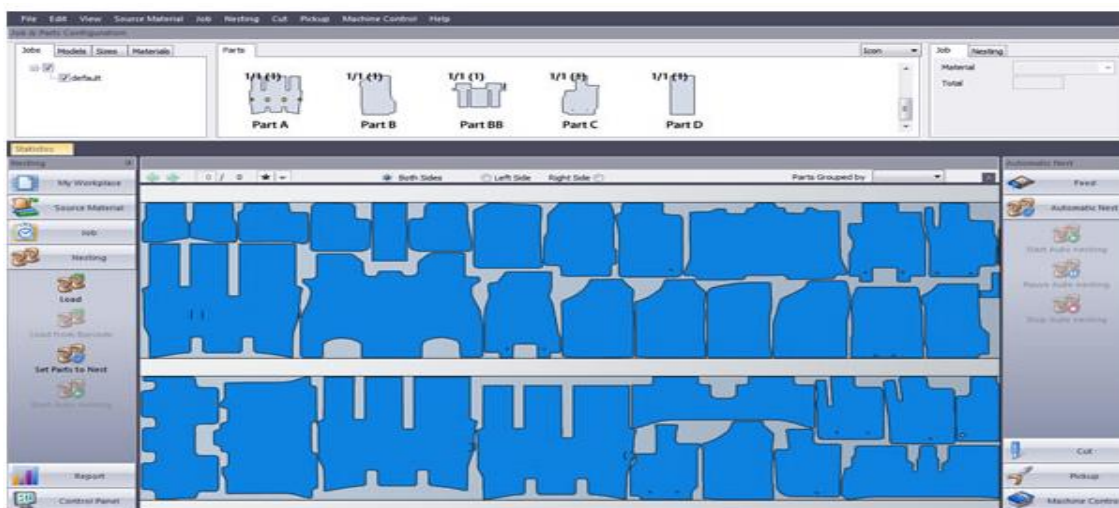 File Edit View Source Material Job Nesting Cut Pickup Machine Control Help
Job & Parts Configuration
Jobs Models Sizes Materials
default
Parts
Icon
1/1 (1) 1/1 (1) 1/1 (1) 1/1 (1)
Part A Part B Part BB Part C Part D
Job Nesting
Material
Total
Statistics
Nesting
My Workplace
Source Material
Job
Nesting
Load
Load From Barcode
Set Parts to Nest
Start Auto Nesting
Report
Control Panel
0 / 0
Both Sides Left Side Right Side
Parts Grouped by
Automatic Nest
Feed
Automatic Nest
Start Auto Nesting
Pause Auto Nesting
Stop Auto Nesting
Cut
Pickup
Machine Control